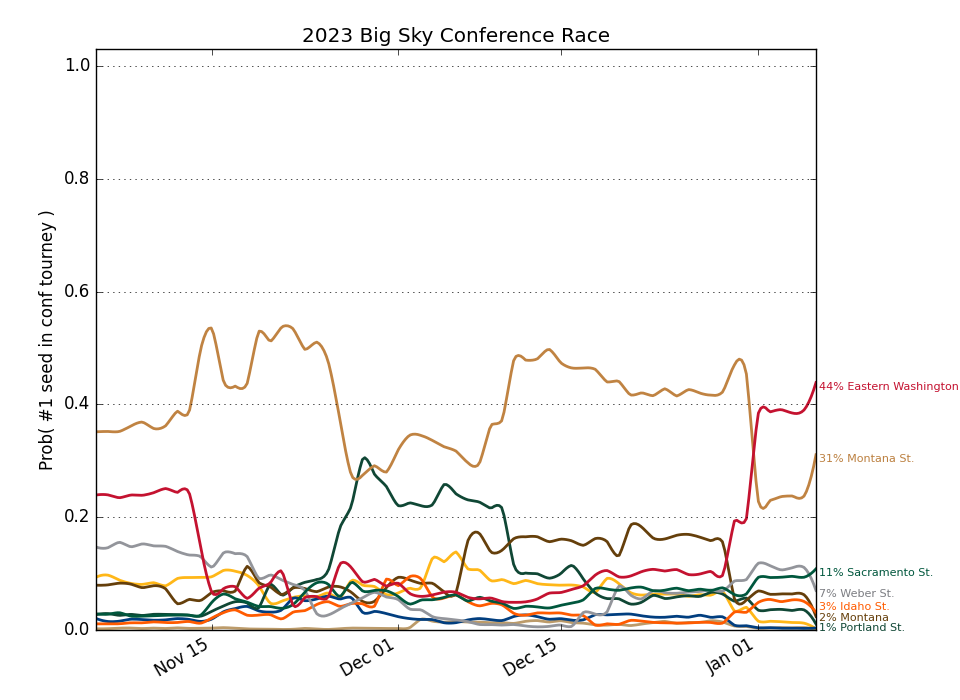 2023 Big Sky Conference Race
Prob( #1 seed in conf tourney )
1.0
0.8
0.6
0.4
0.2
0.0
Nov 15
Dec 01
Dec 15
Jan 01
44% Eastern Washington
31% Montana St.
11% Sacramento St.
7% Weber St.
3% Idaho St.
2% Montana
1% Portland St.